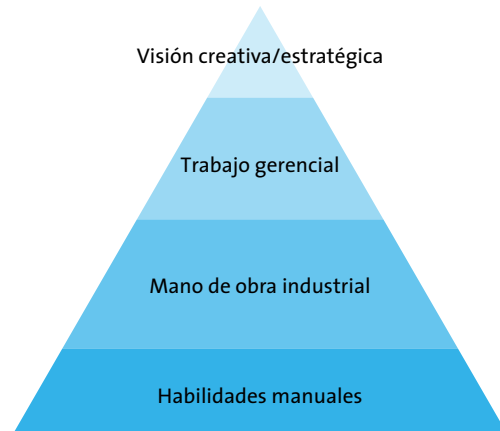 Visión creativa/estratégica
Trabajo gerencial
Mano de obra industrial
Habilidades manuales